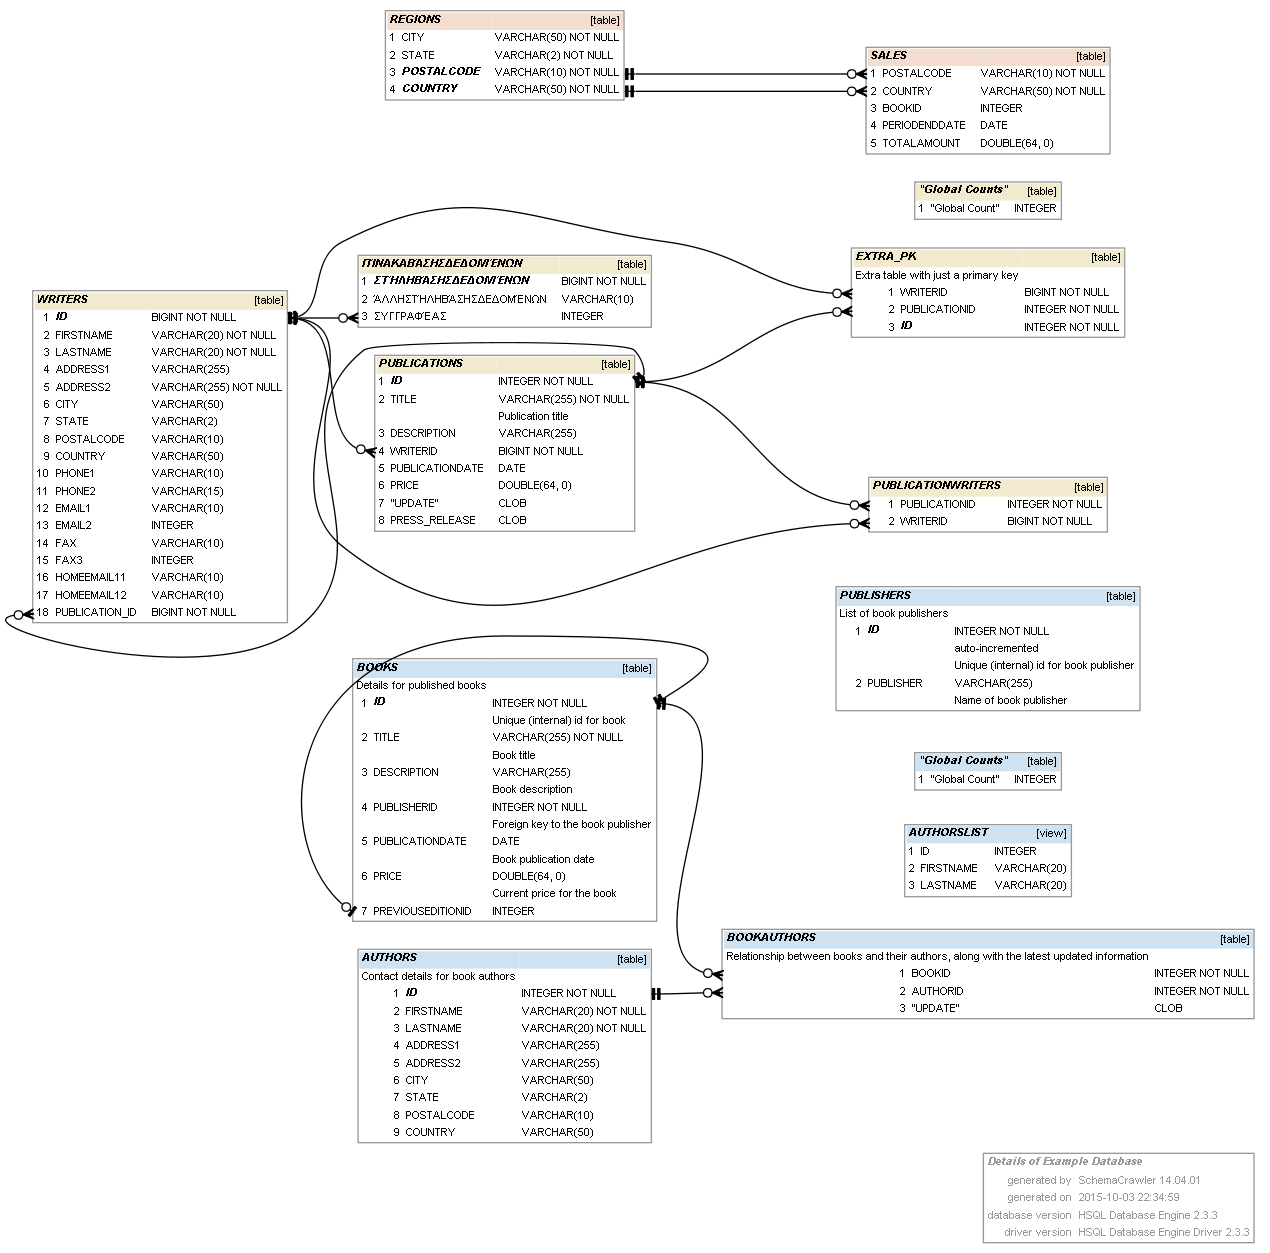 REGIONS [table]
1 CITY VARCHAR(50) NOT NULL
2 STATE VARCHAR(2) NOT NULL
3 POSTALCODE VARCHAR(10) NOT NULL
4 COUNTRY VARCHAR(50) NOT NULL
SALES [table]
1 POSTALCODE VARCHAR(10) NOT NULL
2 COUNTRY VARCHAR(50) NOT NULL
3 BOOKID INTEGER
4 PERIODENDDATE DATE
5 TOTALAMOUNT DOUBLE(64, 0)
"Global Counts" [table]
1 "Global Count" INTEGER
ΠΊΝΑΚΑΒΆΣΗΣΔΕΔΟΜΈΝΩΝ [table]
1 ΣΤΉΛΗΒΆΣΗΣΔΕΔΟΜΈΝΩΝ BIGINT NOT NULL
2 ΆΛΛΗΣΤΉΛΗΒΆΣΗΣΔΕΔΟΜΈΝΩΝ VARCHAR(10)
3 ΣΥΓΓΡΑΦΈΑΣ INTEGER
EXTRA_PK [table]
Extra table with just a primary key
1 WRITERID BIGINT NOT NULL
2 PUBLICATIONID INTEGER NOT NULL
3 ID INTEGER NOT NULL
WRITERS [table]
1 ID BIGINT NOT NULL
2 FIRSTNAME VARCHAR(20) NOT NULL
3 LASTNAME VARCHAR(20) NOT NULL
4 ADDRESS1 VARCHAR(255)
5 ADDRESS2 VARCHAR(255) NOT NULL
6 CITY VARCHAR(50)
7 STATE VARCHAR(2)
8 POSTALCODE VARCHAR(10)
9 COUNTRY VARCHAR(50)
10 PHONE1 VARCHAR(10)
11 PHONE2 VARCHAR(15)
12 EMAIL1 VARCHAR(10)
13 EMAIL2 INTEGER
14 FAX VARCHAR(10)
15 FAX3 INTEGER
16 HOMEEMAIL11 VARCHAR(10)
17 HOMEEMAIL12 VARCHAR(10)
18 PUBLICATION_ID BIGINT NOT NULL
PUBLICATIONS [table]
1 ID INTEGER NOT NULL
2 TITLE VARCHAR(255) NOT NULL
Publication title
3 DESCRIPTION VARCHAR(255)
4 WRITERID BIGINT NOT NULL
5 PUBLICATIONDATE DATE
6 PRICE DOUBLE(64, 0)
7 "UPDATE" CLOB
8 PRESS_RELEASE CLOB
PUBLICATIONWRITERS [table]
1 PUBLICATIONID INTEGER NOT NULL
2 WRITERID BIGINT NOT NULL
PUBLISHERS [table]
List of book publishers
1 ID INTEGER NOT NULL
auto-incremented
Unique (internal) id for book publisher
2 PUBLISHER VARCHAR(255)
Name of book publisher
BOOKS [table]
Details for published books
1 ID INTEGER NOT NULL
Unique (internal) id for book
2 TITLE VARCHAR(255) NOT NULL
Book title
3 DESCRIPTION VARCHAR(255)
Book description
4 PUBLISHERID INTEGER NOT NULL
Foreign key to the book publisher
5 PUBLICATIONDATE DATE
Book publication date
6 PRICE DOUBLE(64, 0)
Current price for the book
7 PREVIOUSEDITIONID INTEGER
"Global Counts" [table]
1 "Global Count" INTEGER
AUTHORSLIST [view]
1 ID INTEGER
2 FIRSTNAME VARCHAR(20)
3 LASTNAME VARCHAR(20)
BOOKAUTHORS [table]
Relationship between books and their authors, along with the latest updated information
1 BOOKID INTEGER NOT NULL
2 AUTHORID INTEGER NOT NULL
3 "UPDATE" CLOB
AUTHORS [table]
Contact details for book authors
1 ID INTEGER NOT NULL
2 FIRSTNAME VARCHAR(20) NOT NULL
3 LASTNAME VARCHAR(20) NOT NULL
4 ADDRESS1 VARCHAR(255)
5 ADDRESS2 VARCHAR(255)
6 CITY VARCHAR(50)
7 STATE VARCHAR(2)
8 POSTALCODE VARCHAR(10)
9 COUNTRY VARCHAR(50)
Details of Example Database
generated by SchemaCrawler 14.04.01
generated on 2015-10-03 22:34:59
database version HSQL Database Engine 2.3.3
driver version HSQL Database Engine Driver 2.3.3